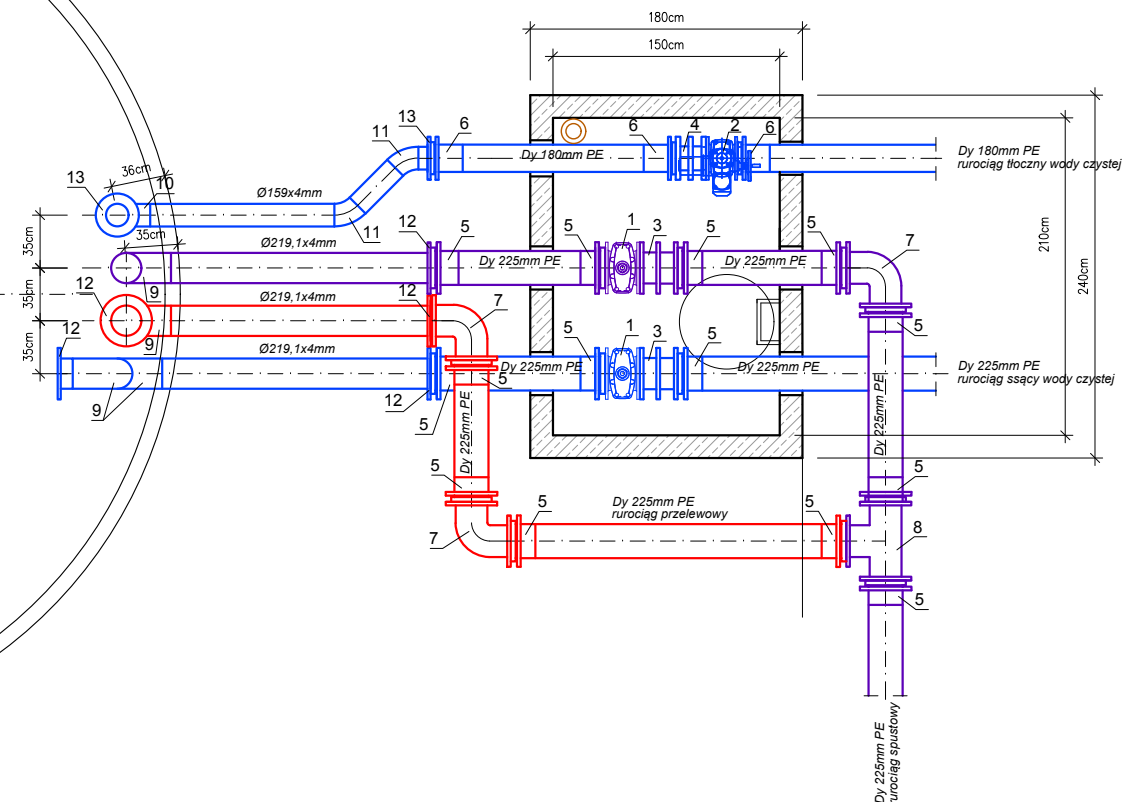 180cm
150cm
13
6
11
6
4
2
6
Dy 180mm PE
Dy 180mm PE
rurociąg tłoczny wody czystej
36cm
13
10
Ø159x4mm
11
35cm
35cm
12
5
5
1
3
5
5
7
Ø219,1x4mm
Dy 225mm PE
Dy 225mm PE
210cm
240cm
12
9
35cm
Ø219,1x4mm
12
7
12
9
35cm
Ø219,1x4mm
5
1
3
5
5
Dy 225mm PE
Dy 225mm PE
Dy 225mm PE
rurociąg ssący wody czystej
5
9
12
5
Dy 225mm PE
Dy 225mm PE
5
5
Dy 225mm PE
rurociąg przelewowy
5
5
7
8
5
Dy 225mm PE
rurociąg spustowy